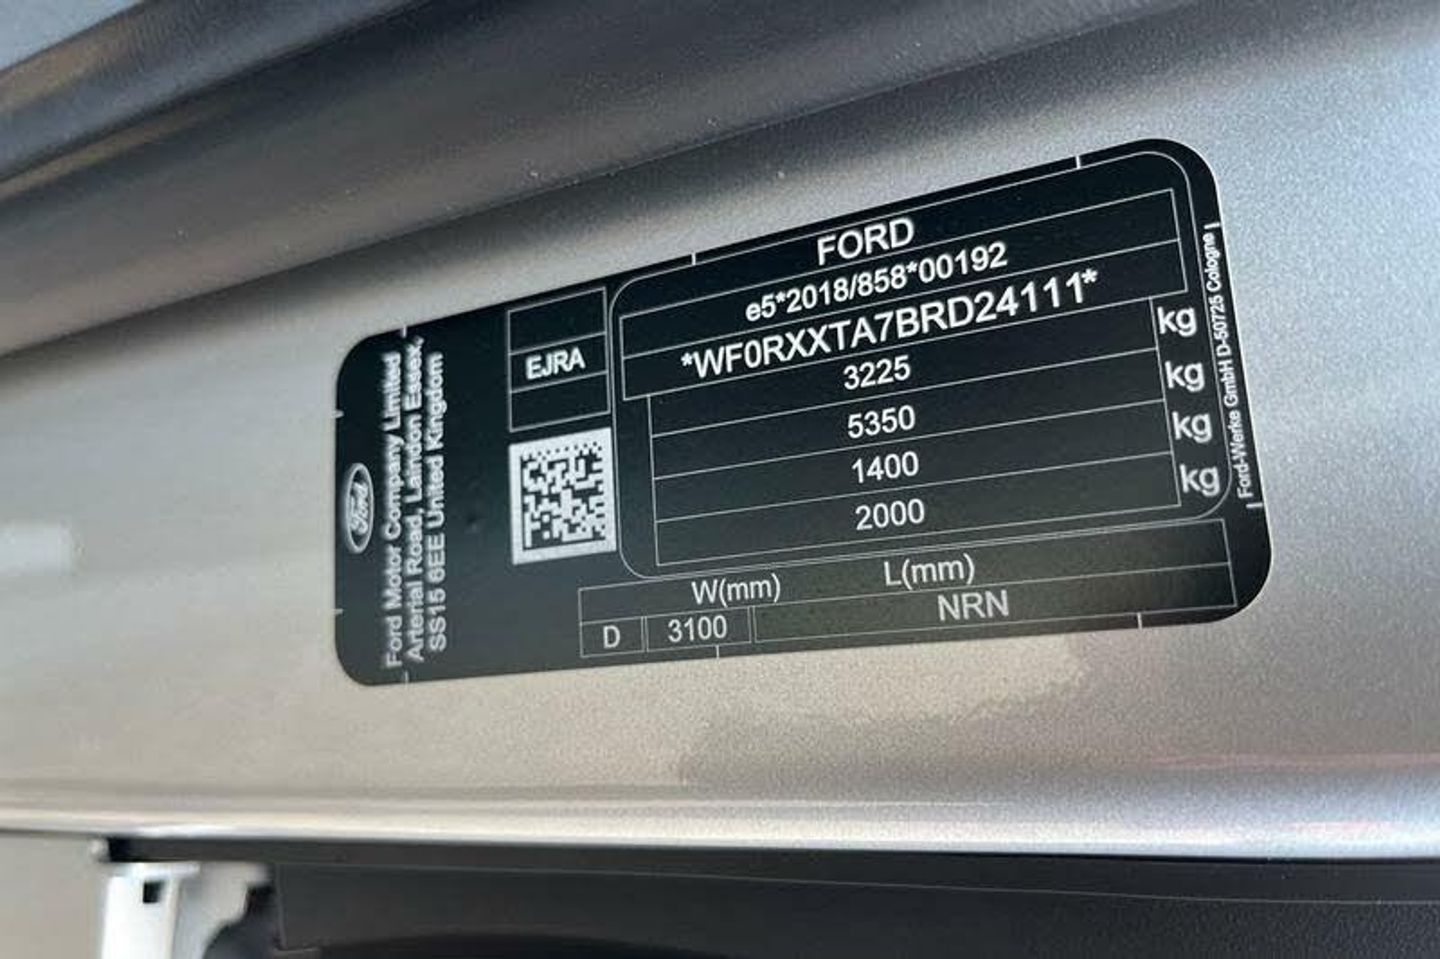 Ford
Ford Motor Company Limited
Arterial Road, Laindon Essex,
SS15 6EE United Kingdom
EJRA
FORD
e5*2018/858*00192
*WF0RXXTA7BRD24111*
3225 kg
5350 kg
1400 kg
2000 kg
W(mm) L(mm)
D 3100 NRN
Ford-Werke GmbH D-50725 Cologne